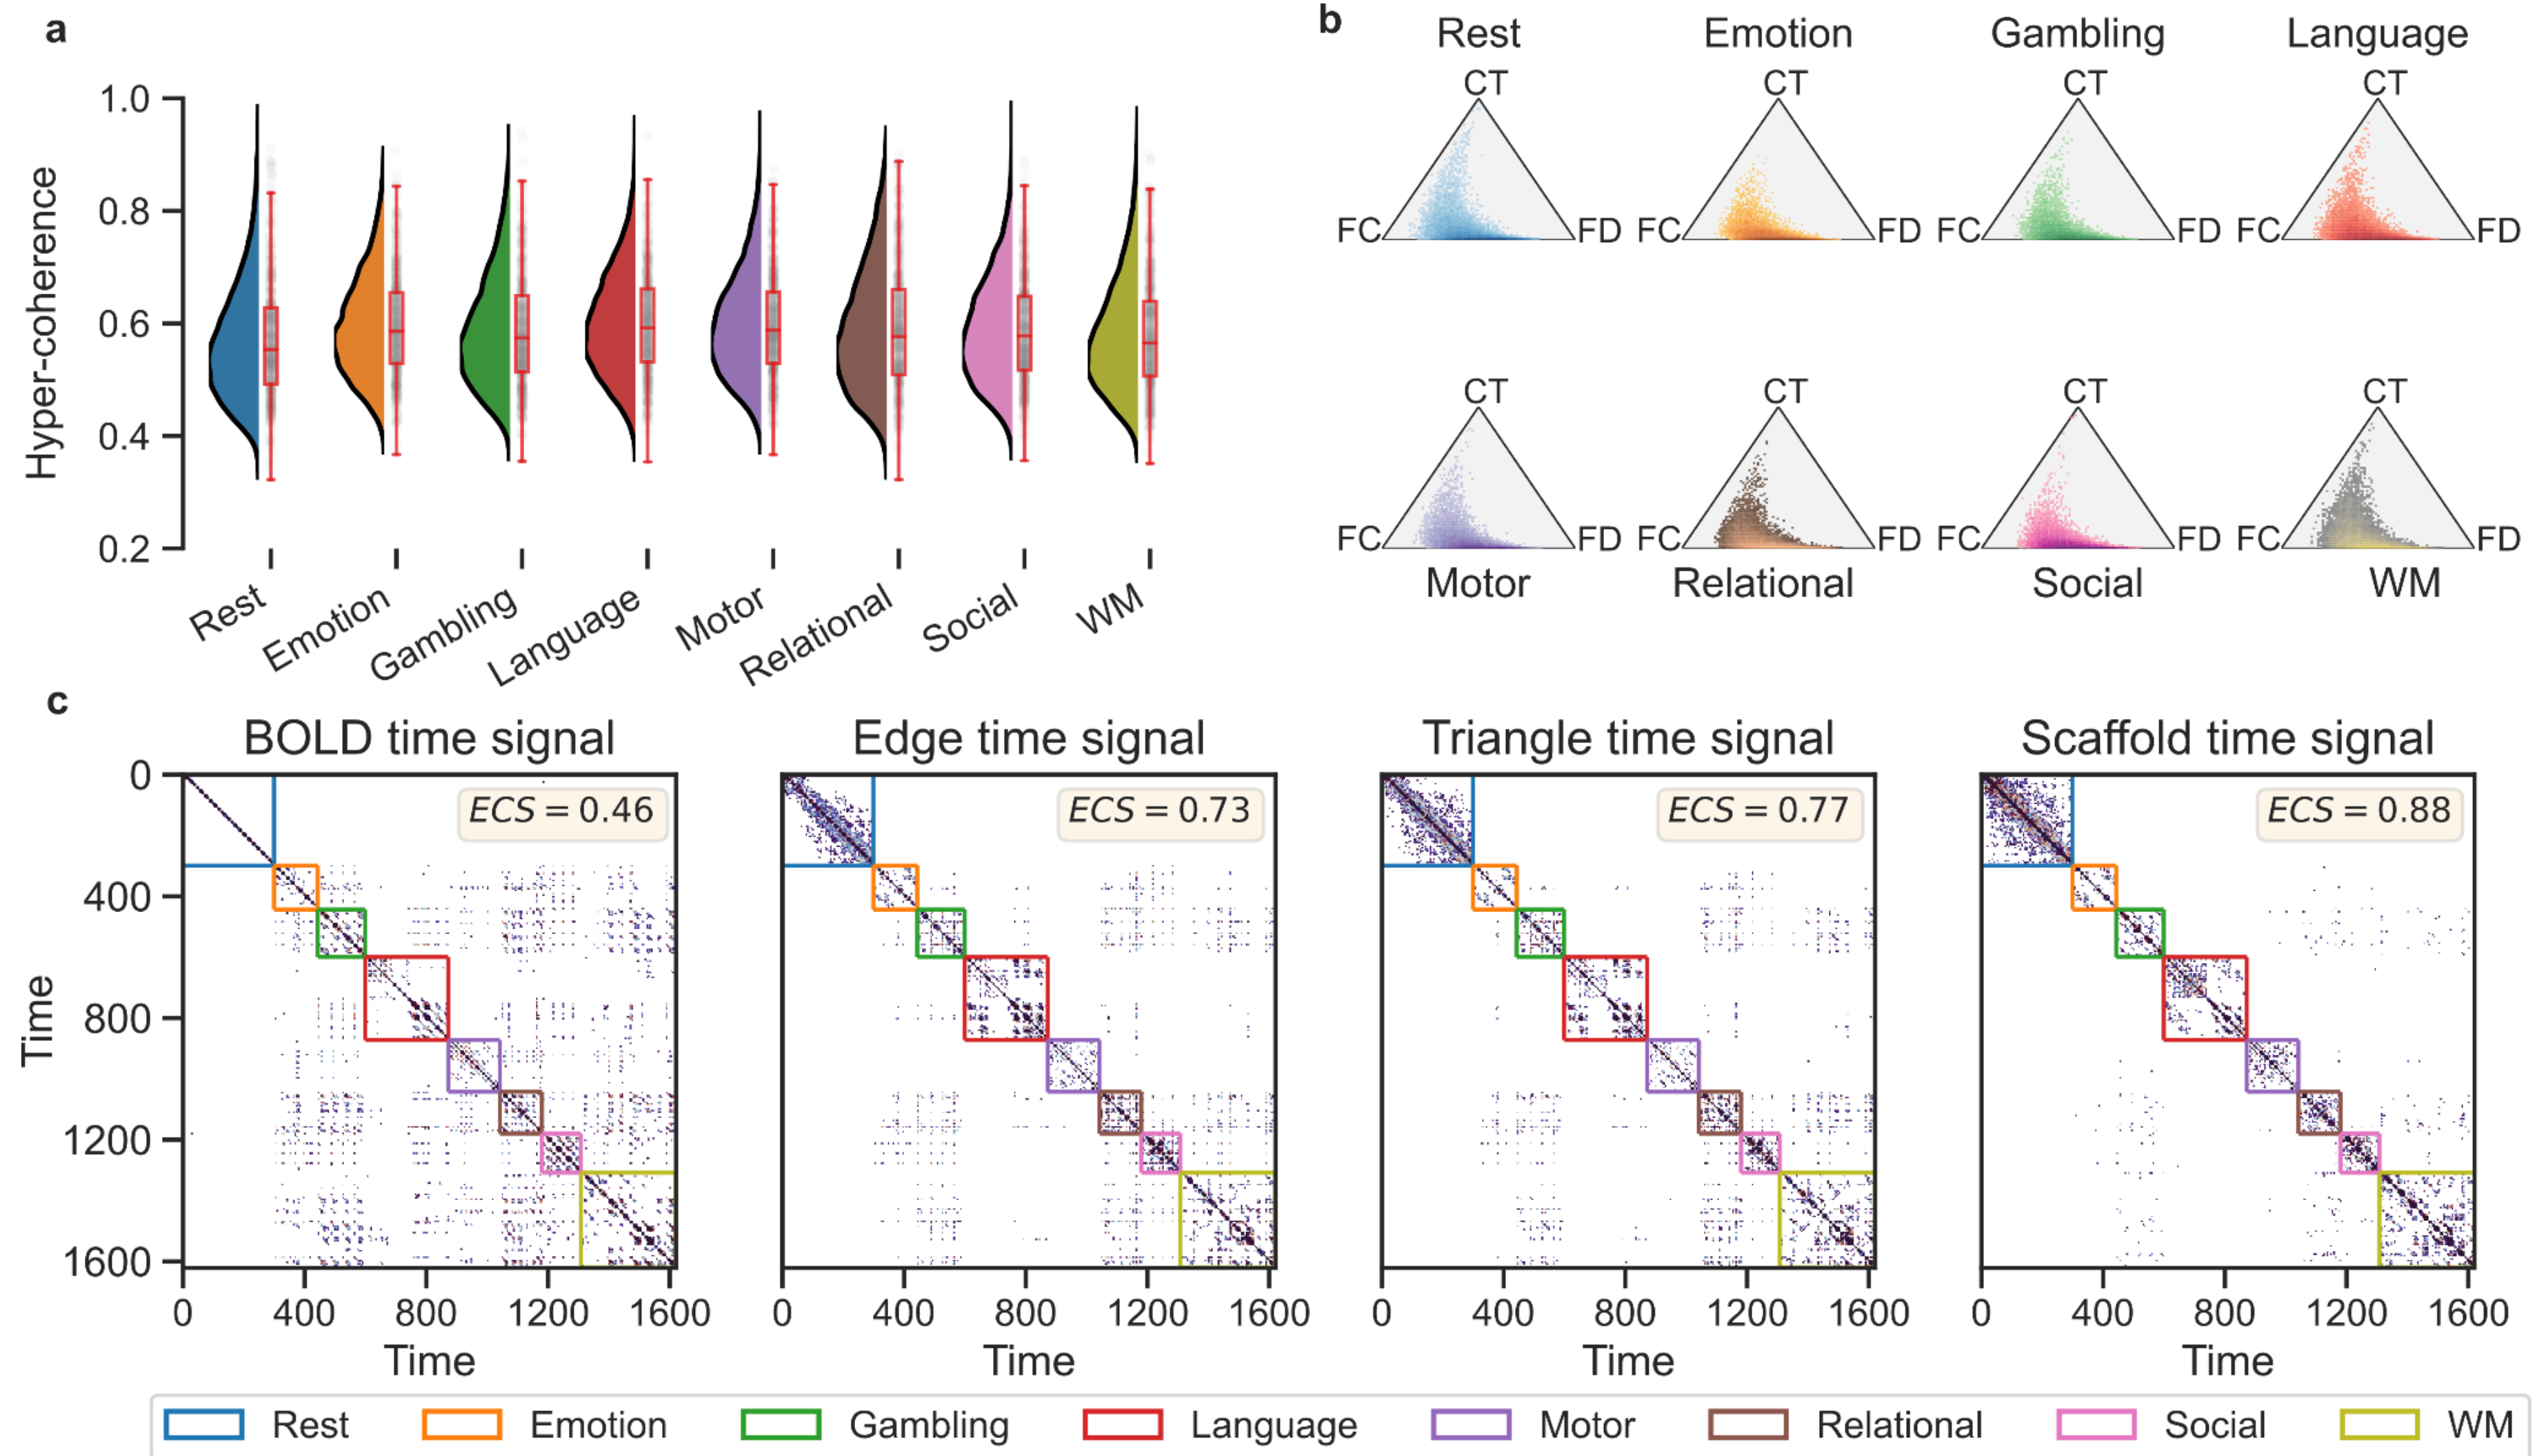 a
1.0
0.8
0.6
0.4
0.2
Hyper-coherence
Rest
Emotion
Gambling
Language
Motor
Relational
Social
WM
b
Rest Emotion Gambling Language
CT CT CT CT
FC FD FC FD FC FD FC FD
CT CT CT CT
FC FD FC FD FC FD FC FD
Motor Relational Social WM
c
BOLD time signal Edge time signal Triangle time signal Scaffold time signal
ECS = 0.46 ECS = 0.73 ECS = 0.77 ECS = 0.88
0
400
800
1200
1600
Time
0 400 800 1200 1600 0 400 800 1200 1600 0 400 800 1200 1600 0 400 800 1200 1600
Time Time Time Time
Rest Emotion Gambling Language Motor Relational Social WM